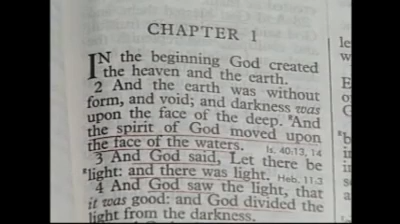 CHAPTER 1
IN the beginning God created
the heaven and the earth.
2 And the earth was without
form, and void; and darkness was
upon the face of the deep. And
the spirit of God moved upon
the face of the waters. Is. 40:13, 14
3 And God said, Let there be
light: and there was light. Heb. 11:3
4 And God saw the light, that
it was good: and God divided the
light from the darkness.